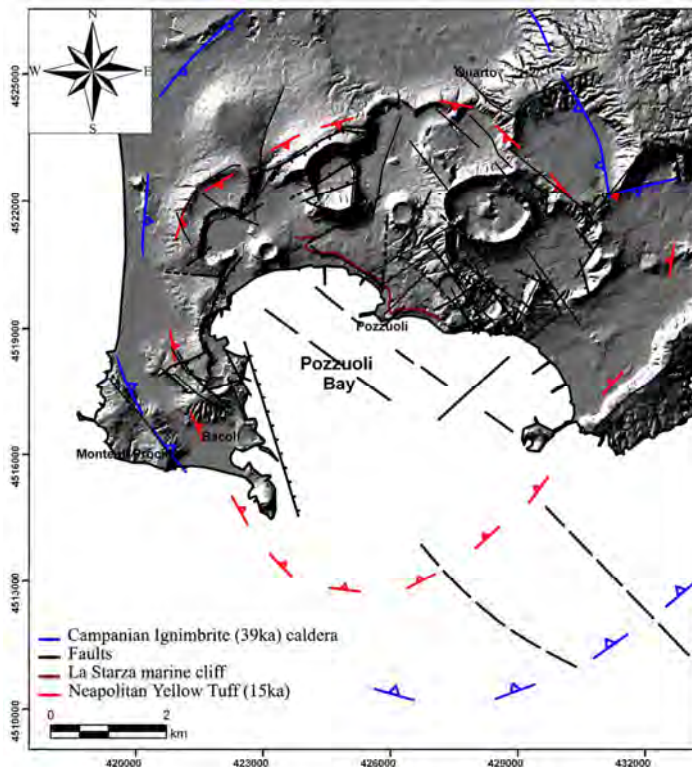 N
W E
S
4525000
Quarto
4522000
4519000
Pozzuoli
Pozzuoli
Bay
Bacoli
Monte di Procida
4516000
4513000
Campanian Ignimbrite (39ka) caldera
Faults
La Starza marine cliff
Neapolitan Yellow Tuff (15ka)
0 2
km
4510000
420000 423000 426000 429000 432000